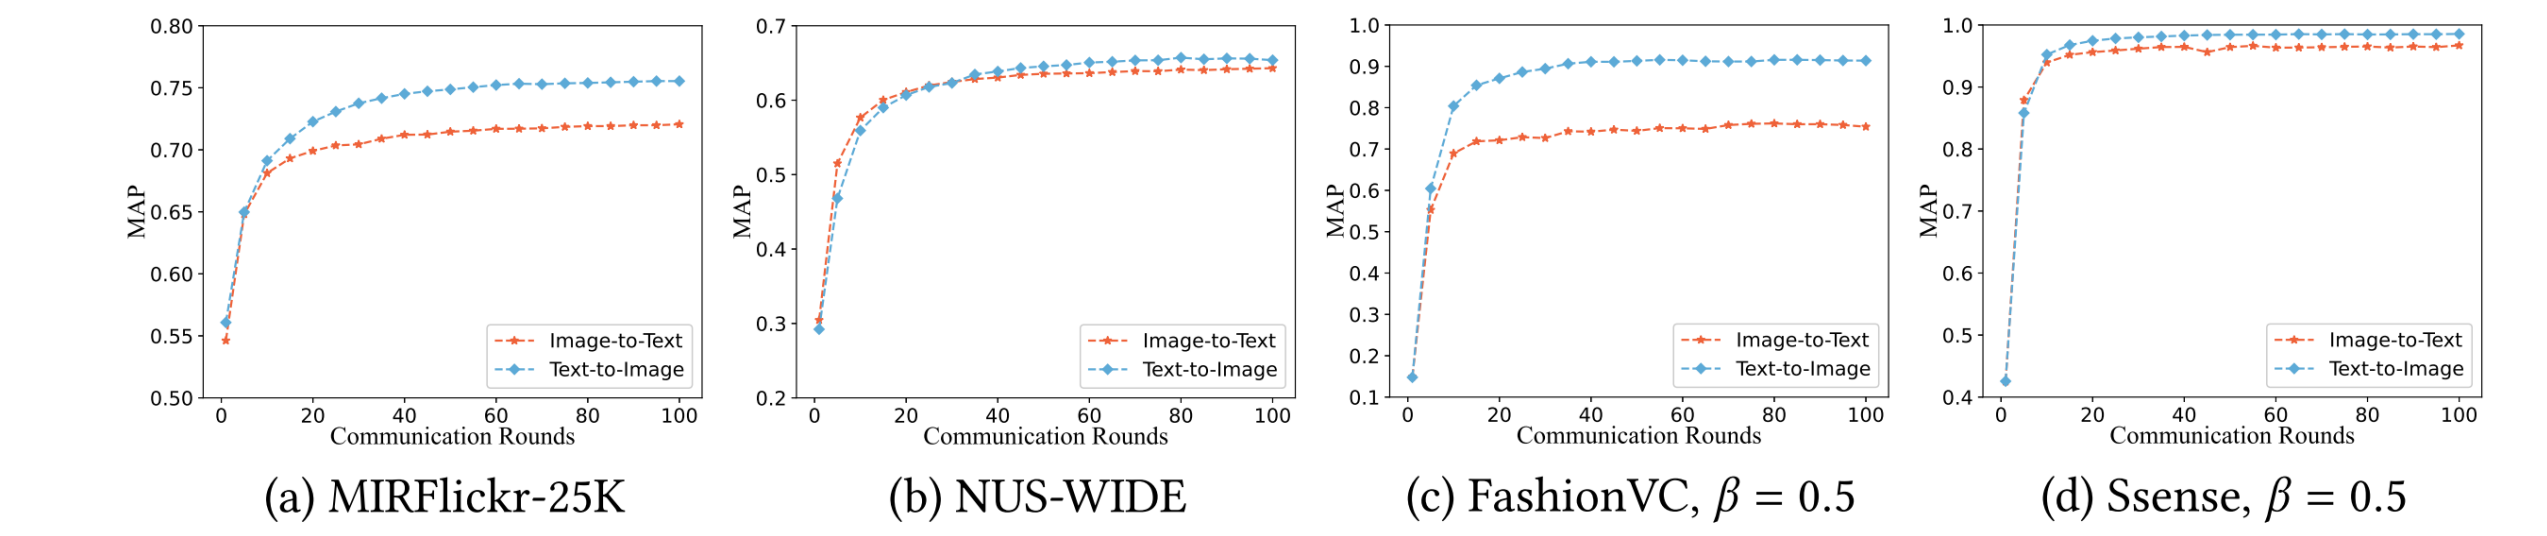 0.80
0.75
0.70
0.65
0.60
0.55
0.50
MAP
0 20 40 60 80 100
Communication Rounds
Image-to-Text
Text-to-Image
(a) MIRFlickr-25K
0.7
0.6
0.5
0.4
0.3
0.2
MAP
0 20 40 60 80 100
Communication Rounds
Image-to-Text
Text-to-Image
(b) NUS-WIDE
1.0
0.9
0.8
0.7
0.6
0.5
0.4
0.3
0.2
0.1
MAP
0 20 40 60 80 100
Communication Rounds
Image-to-Text
Text-to-Image
(c) FashionVC, β = 0.5
1.0
0.9
0.8
0.7
0.6
0.5
0.4
MAP
0 20 40 60 80 100
Communication Rounds
Image-to-Text
Text-to-Image
(d) Ssense, β = 0.5